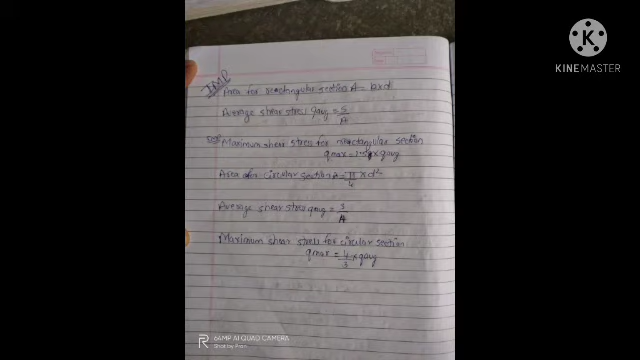 KINEMASTER
IMP
Area for rectangular section A = b×d
Average shear stress qavg = S/A
Maximum shear stress for rectangular section
qmax = 1.5 × qavg
Area for circular section A = π/4 × d²
Average shear stress qavg = S/A
Maximum shear stress for circular section
qmax = 4/3 × qavg
64MP AI QUAD CAMERA